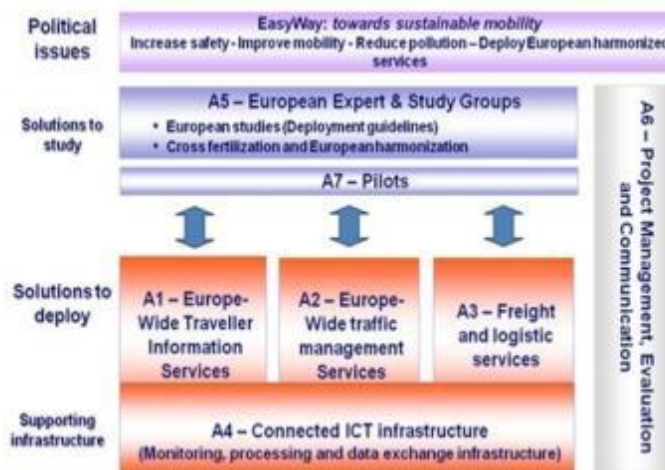 Political
issues
EasyWay: towards sustainable mobility
Increase safety - Improve mobility - Reduce pollution – Deploy European harmonized
services
Solutions to
study
A5 – European Expert & Study Groups
• European studies (Deployment guidelines)
• Cross fertilization and European harmonization
A7 – Pilots
Solutions to
deploy
A1 – Europe-
Wide Traveller
Information
Services
A2 – Europe-
Wide traffic
management
Services
A3 – Freight
and logistic
services
Supporting
infrastructure
A4 – Connected ICT infrastructure
(Monitoring, processing and data exchange infrastructure)
A6 – Project Management, Evaluation
and Communication